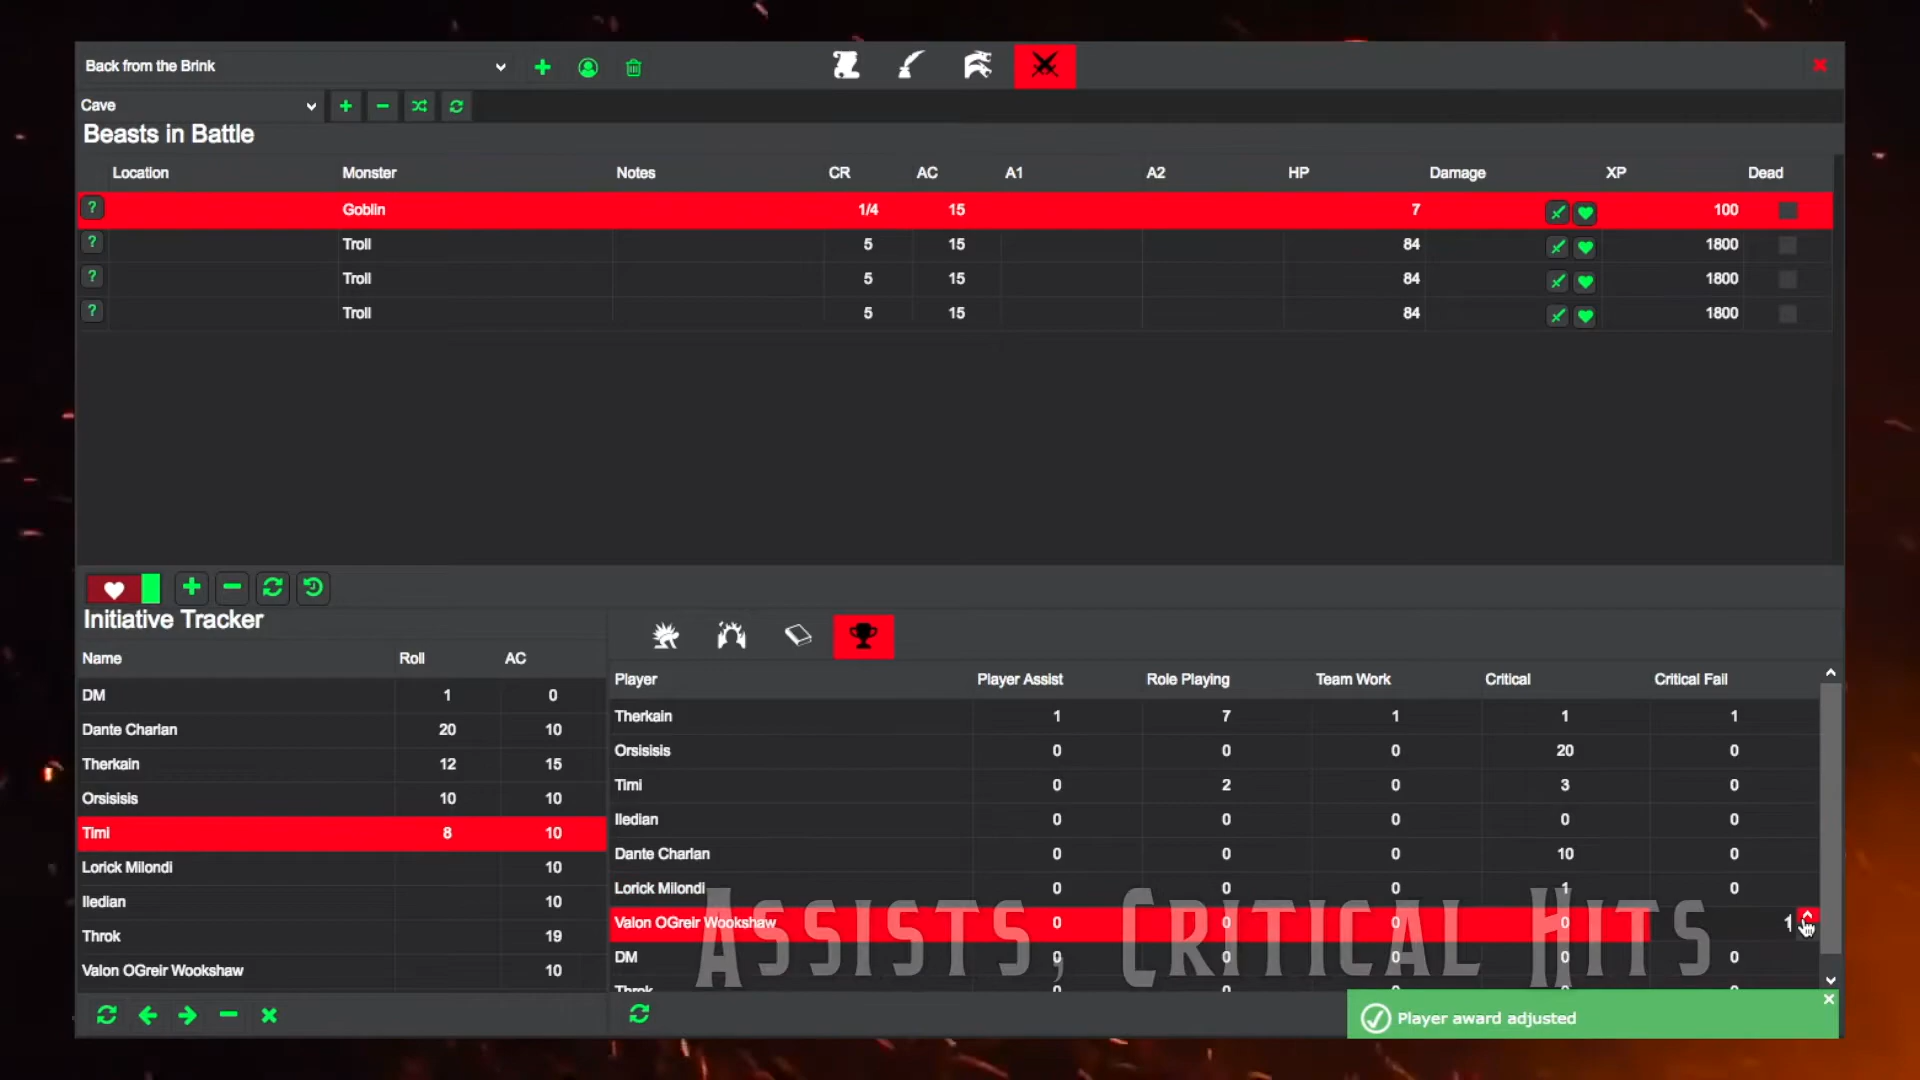 Back from the Brink
Cave
Beasts in Battle
Location Monster Notes CR AC A1 A2 HP Damage XP Dead
? Goblin 1/4 15 7 100
? Troll 5 15 84 1800
? Troll 5 15 84 1800
? Troll 5 15 84 1800
Initiative Tracker
Name Roll AC
DM 1 0
Dante Charlan 20 10
Therkain 12 15
Orsisisis 10 10
Timi 8 10
Lorick Milondi 10
Iledian 10
Throk 19
Valon OGreir Wookshaw 10
Player Player Assist Role Playing Team Work Critical Critical Fail
Therkain 1 7 1 1 1
Orsisisis 0 0 0 20 0
Timi 0 2 0 3 0
Iledian 0 0 0 0 0
Dante Charlan 0 0 0 10 0
Lorick Milondi 0 0 0 1 0
Valon OGreir Wookshaw 0 0 0 0 1
DM 0 0 0 0 0
Throk 0 0 0 0
Assists, Critical Hits
Player award adjusted